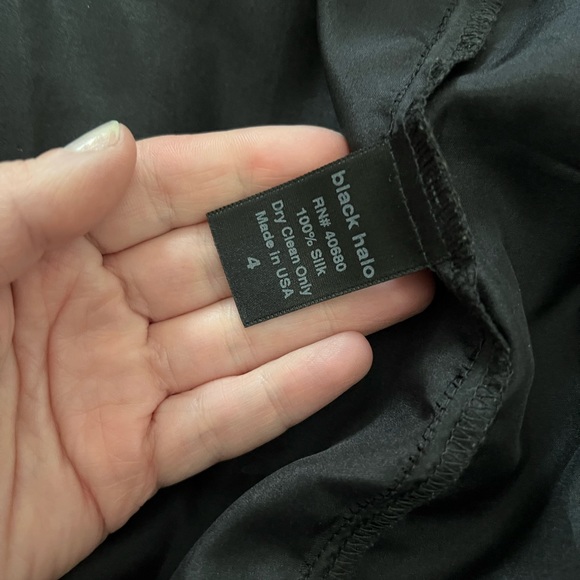 black halo
RN# 40680
100% Silk
Dry Clean Only
Made in USA
4